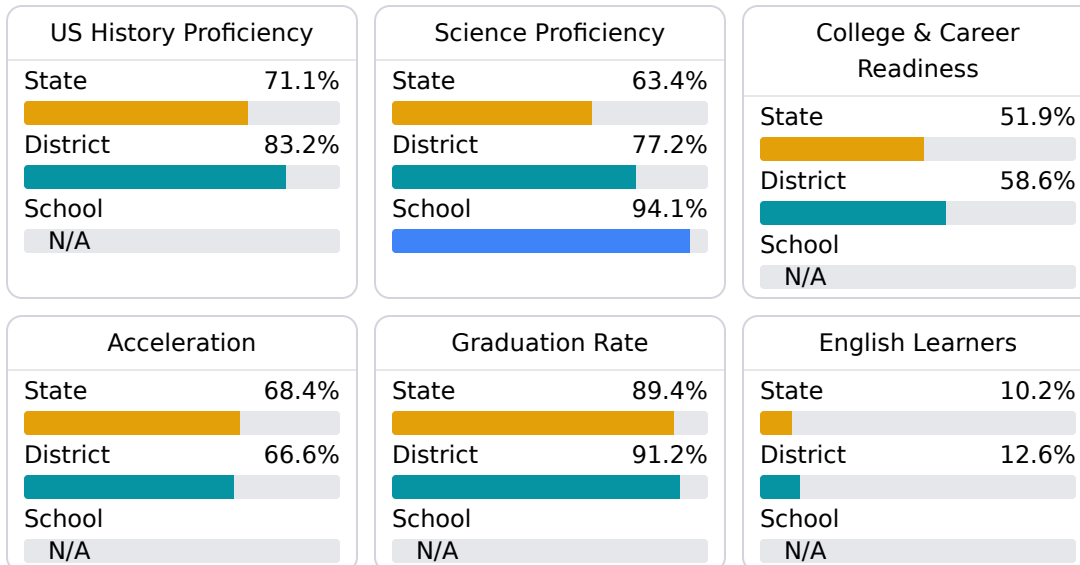 US History Proficiency
State 71.1%
District 83.2%
School
N/A
Science Proficiency
State 63.4%
District 77.2%
School 94.1%
College & Career
Readiness
State 51.9%
District 58.6%
School
N/A
Acceleration
State 68.4%
District 66.6%
School
N/A
Graduation Rate
State 89.4%
District 91.2%
School
N/A
English Learners
State 10.2%
District 12.6%
School
N/A